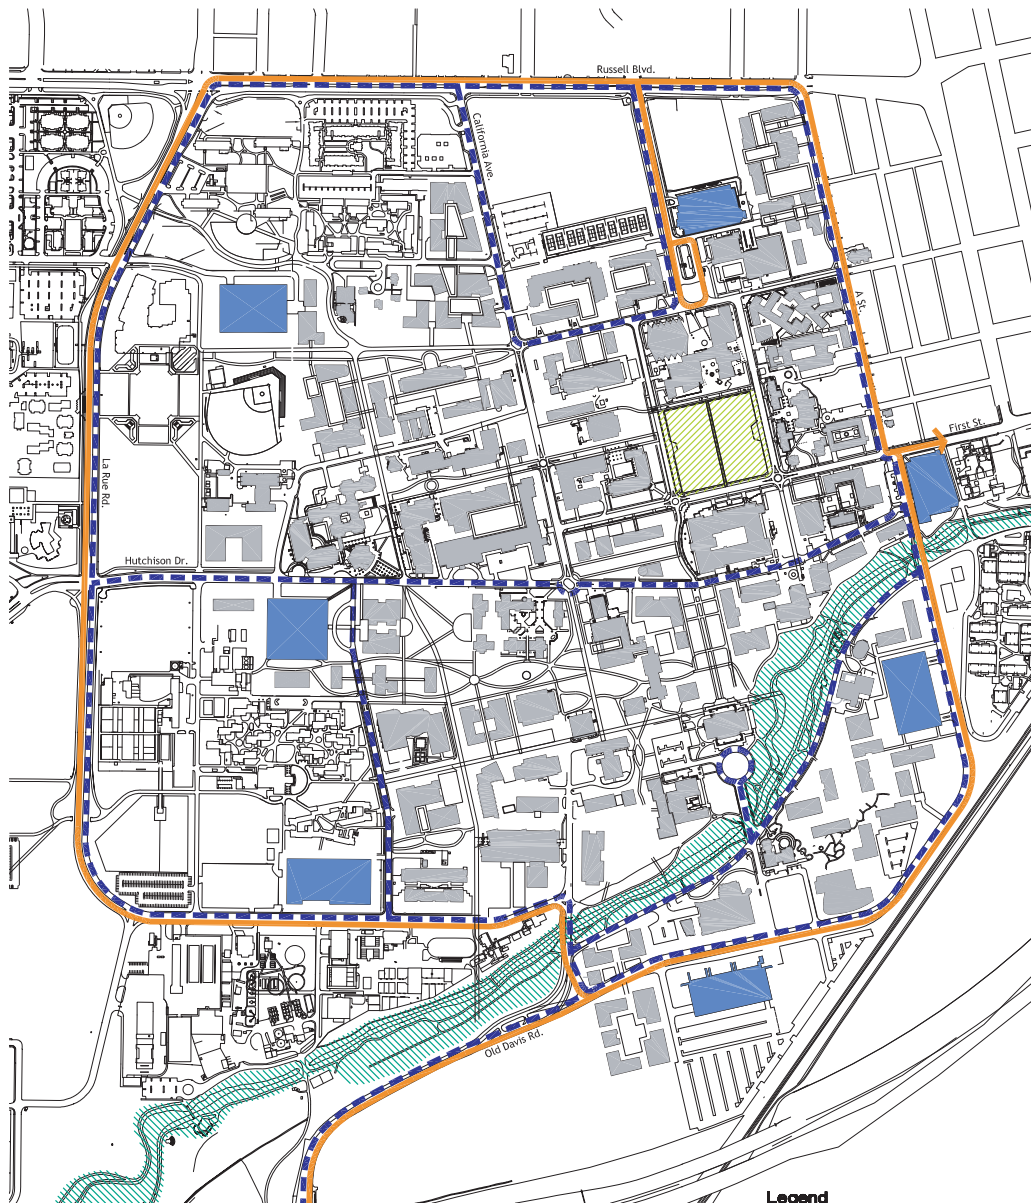 Russell Blvd.
California Ave.
A St.
First St.
La Rue Rd.
Hutchison Dr.
Old Davis Rd.
Legend